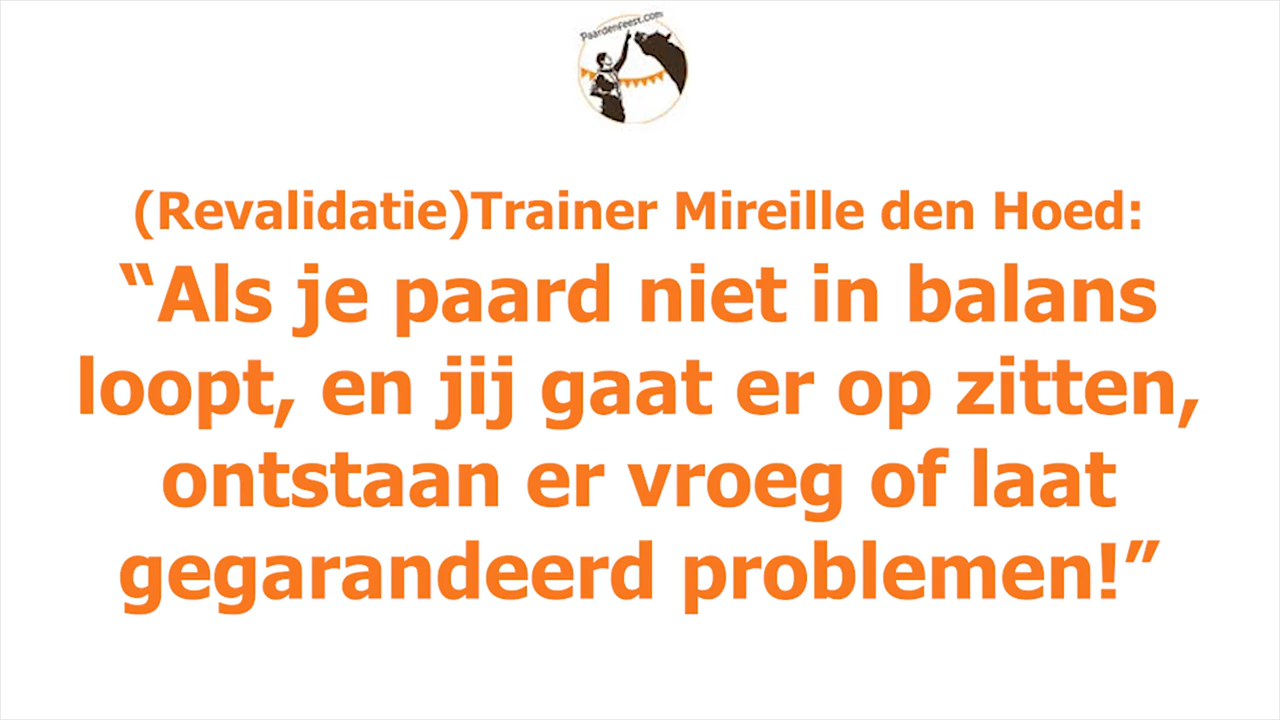 Paardenfeest.com
(Revalidatie)Trainer Mireille den Hoed:
“Als je paard niet in balans
loopt, en jij gaat er op zitten,
ontstaan er vroeg of laat
gegarandeerd problemen!”